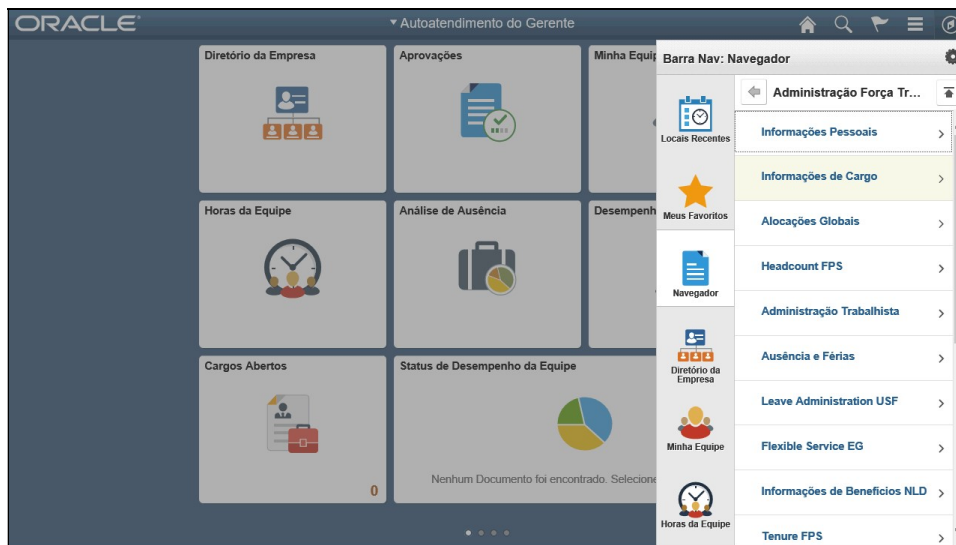 ORACLE
Autoatendimento do Gerente
Diretório da Empresa
Aprovações
Minha Equip
Horas da Equipe
Análise de Ausência
Desempenh
Cargos Abertos
0
Status de Desempenho da Equipe
Nenhum Documento foi encontrado. Selecione
Barra Nav: Navegador
Locais Recentes
Meus Favoritos
Navegador
Diretório da
Empresa
Minha Equipe
Horas da Equipe
Administração Força Tr...
Informações Pessoais
Informações de Cargo
Alocações Globais
Headcount FPS
Administração Trabalhista
Ausência e Férias
Leave Administration USF
Flexible Service EG
Informações de Benefícios NLD
Tenure FPS